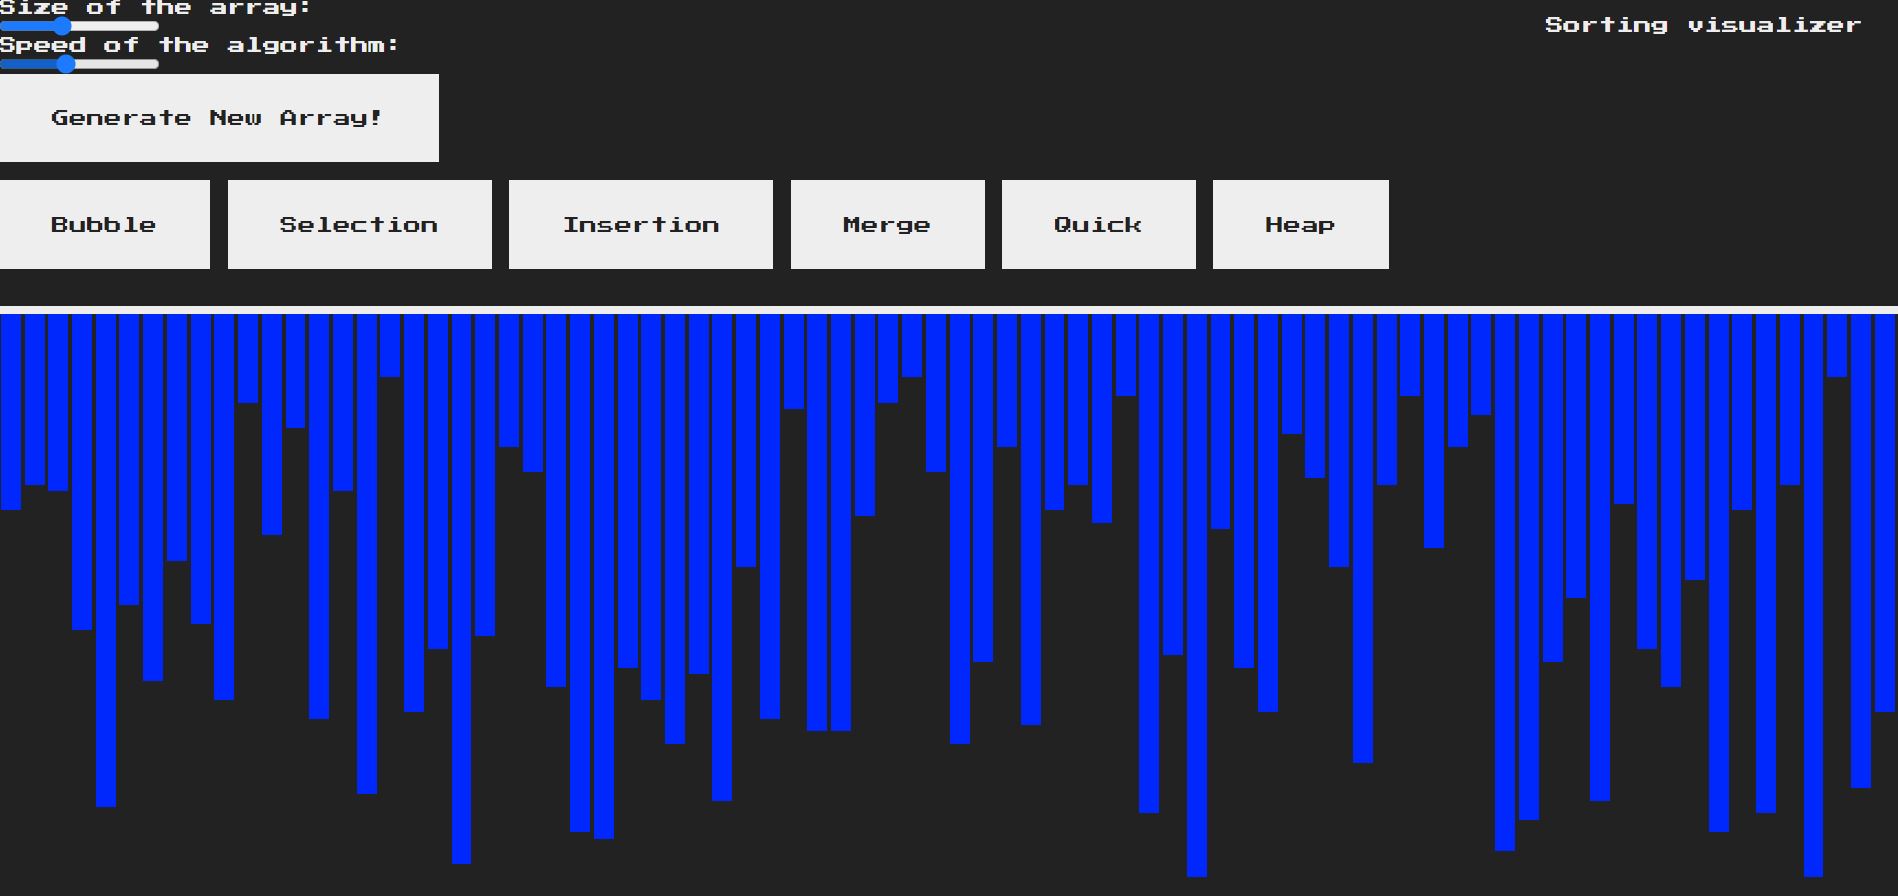 Size of the array:
Sorting visualizer
Speed of the algorithm:
Generate New Array!
Bubble Selection Insertion Merge Quick Heap